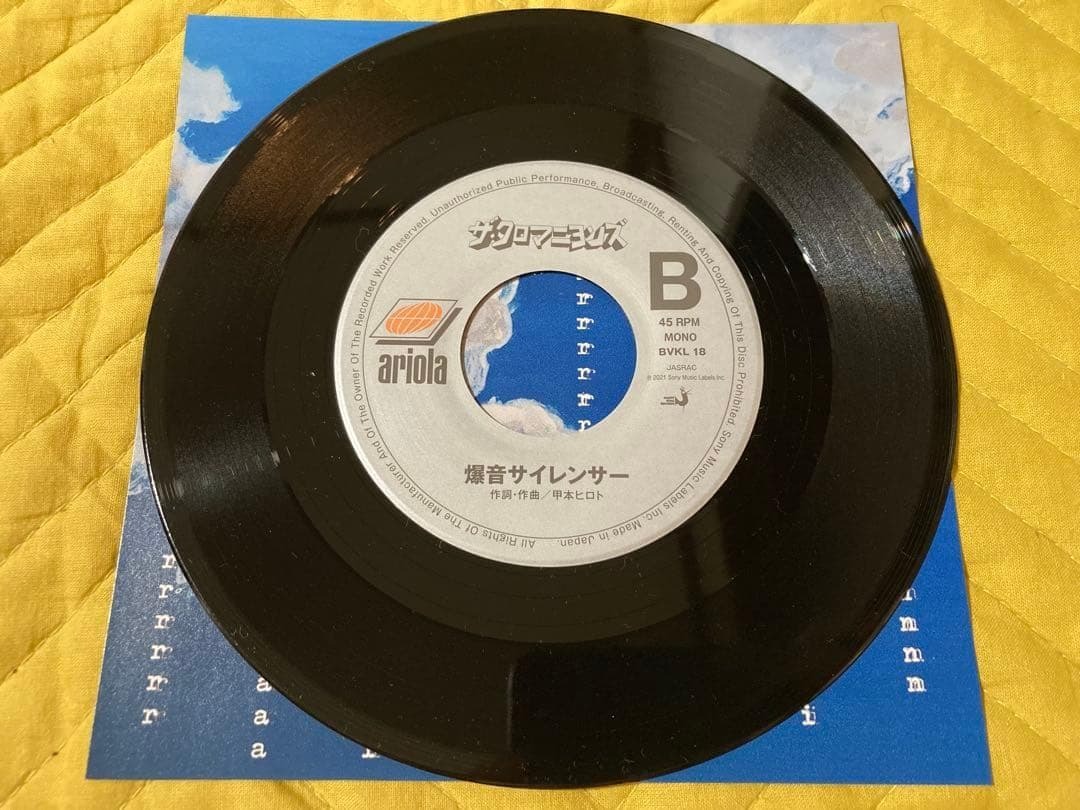 ザ・クロマニヨンズ
B
45 RPM
MONO
BVKL 18
JASRAC
℗ 2021 Sony Music Labels Inc.
ariola
爆音サイレンサー
作詞・作曲／甲本ヒロト
All Rights Of The Manufacturer And Of The Owner Of The Recorded Work Reserved. Unauthorized Public Performance, Broadcasting, Renting And Copying Of This Disc Prohibited. Sony Music Labels Inc. Made in Japan.
r
r
r
r
r
r
r
r
r
r
r
r
a
a
a
n
n
n
i